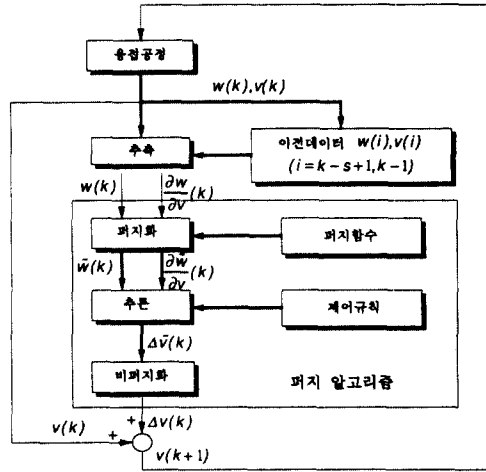 용접공정
w(k),v(k)
추측
이전데이터 w(i),v(i)
(i=k-s+1,k-1)
w(k)
∂w/∂v (k)
퍼지화
퍼지함수
w̃(k)
∂w̃/∂v (k)
추론
제어규칙
Δṽ(k)
비퍼지화
퍼지 알고리즘
v(k)
+
+
Δv(k)
v(k+1)